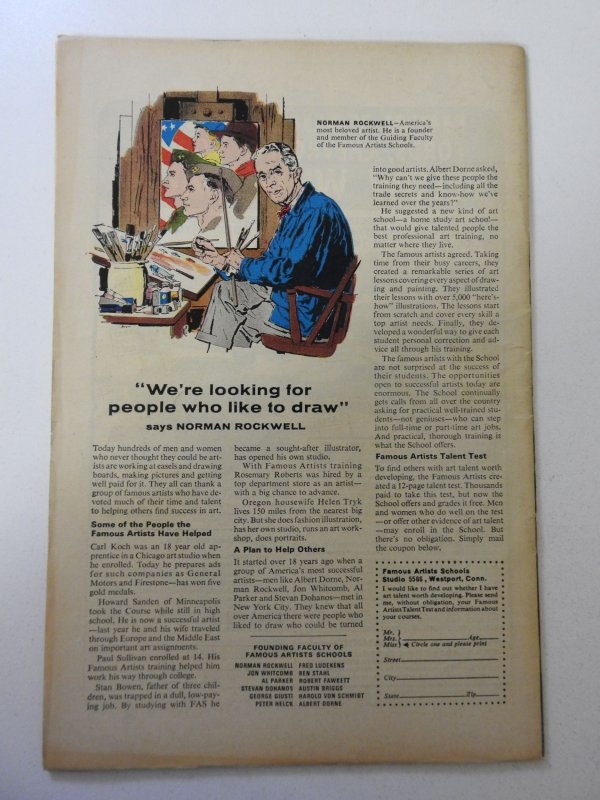 NORMAN ROCKWELL—America's
most beloved artist. He is a founder
and member of the Guiding Faculty
of the Famous Artists Schools.
"We're looking for
people who like to draw"
says NORMAN ROCKWELL
Today hundreds of men and women
who never thought they could be art-
ists are working at easels and drawing
boards, making pictures and getting
well paid for it. They all can thank a
group of famous artists who have de-
voted much of their time and talent
to helping others find success in art.
Some of the People the
Famous Artists Have Helped
Carl Koch was an 18 year old ap-
prentice in a Chicago art studio when
he enrolled. Today he prepares ads
for such companies as General
Motors and Firestone—has won five
gold medals.
Howard Sanden of Minneapolis
took the Course while still in high
school. He is now a successful artist
—last year he and his wife traveled
through Europe and the Middle East
on important art assignments.
Paul Sullivan enrolled at 14. His
Famous Artists training helped him
work his way through college.
Stan Bowen, father of three chil-
dren, was trapped in a dull, low-pay-
ing job. By studying with FAS he
became a sought-after illustrator,
has opened his own studio.
With Famous Artists training
Rosemary Roberts was hired by a
top department store as an artist—
with a big chance to advance.
Oregon housewife Helen Tryk
lives 150 miles from the nearest big
city. But she does fashion illustration,
has her own studio, runs an art work-
shop, does portraits.
A Plan to Help Others
It started over 18 years ago when a
group of America's most successful
artists—men like Albert Dorne, Nor-
man Rockwell, Jon Whitcomb, Al
Parker and Stevan Dohanos—met in
New York City. They knew that all
over America there were people who
liked to draw who could be turned
FOUNDING FACULTY OF
FAMOUS ARTISTS SCHOOLS
NORMAN ROCKWELL FRED LUDEKENS
JON WHITCOMB BEN STAHL
AL PARKER ROBERT FAWCETT
STEVAN DOHANOS AUSTIN BRIGGS
GEORGE GIUSTI HAROLD VON SCHMIDT
PETER HELCK ALBERT DORNE
into good artists. Albert Dorne asked,
"Why can't we give these people the
training they need—including all the
trade secrets and know-how we've
learned over the years?"
He suggested a new kind of art
school—a home study art school—
that would give talented people the
best professional art training, no
matter where they live.
The famous artists agreed. Taking
time from their busy careers, they
created a remarkable series of art
lessons covering every aspect of draw-
ing and painting. They illustrated
their lessons with over 5,000 "here's-
how" illustrations. The lessons start
from scratch and cover every skill a
top artist needs. Finally, they de-
veloped a wonderful way to give each
student personal correction and ad-
vice all through his training.
The famous artists with the School
are not surprised at the success of
their students. The opportunities
open to successful artists today are
enormous. The School continually
gets calls from all over the country
asking for practical well-trained stu-
dents—not geniuses—who can step
into full-time or part-time art jobs.
And practical, thorough training is
what the School offers.
Famous Artists Talent Test
To find others with art talent worth
developing, the Famous Artists cre-
ated a 12-page talent test. Thousands
paid to take this test, but now the
School offers and grades it free. Men
and women who do well on the test
—or offer other evidence of art talent
—may enroll in the School. But
there's no obligation. Simply mail
the coupon below.
Famous Artists Schools
Studio 5566, Westport, Conn.
I would like to find out whether I have
art talent worth developing. Please send
me, without obligation, your Famous
Artists Talent Test and information about
your courses.
Mr.
Mrs. Age
Miss Circle one and please print
Street
City
State Zip